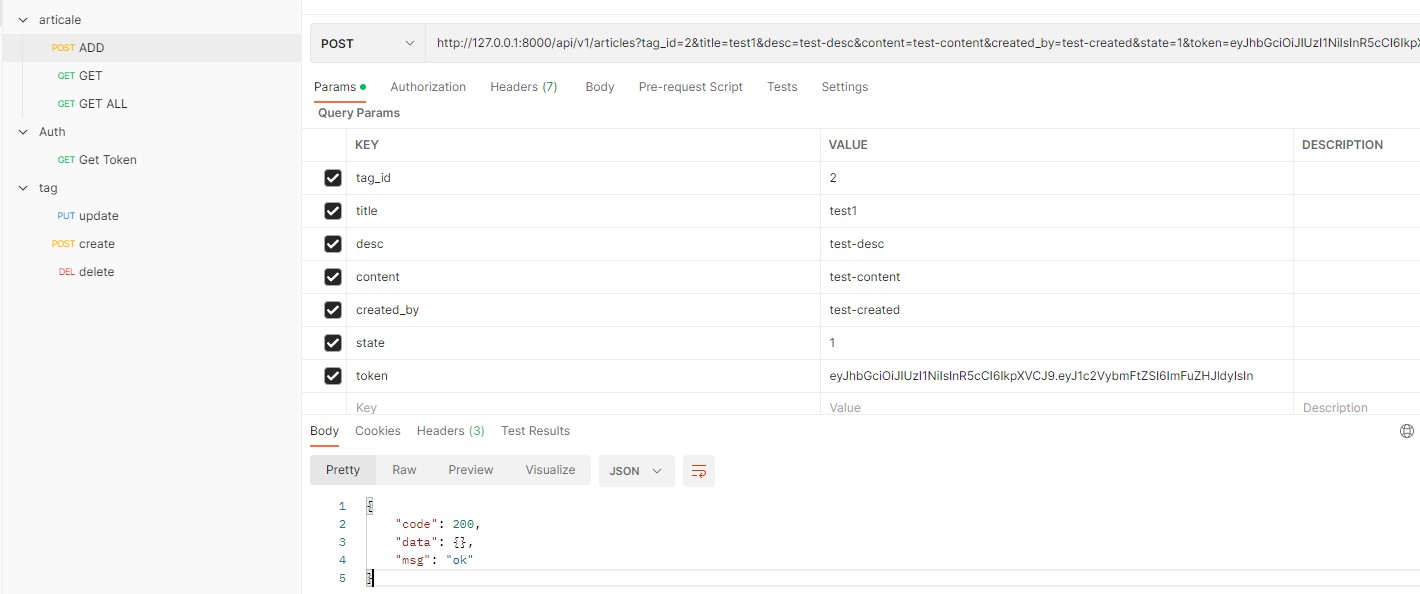 articale
POST ADD
GET GET
GET GET ALL
Auth
GET Get Token
tag
PUT update
POST create
DEL delete
POST http://127.0.0.1:8000/api/v1/articles?tag_id=2&title=test1&desc=test-desc&content=test-content&created_by=test-created&state=1&token=eyJhbGciOiJIUzI1NiIsInR5cCI6IkpX
Params Authorization Headers (7) Body Pre-request Script Tests Settings
Query Params
KEY VALUE DESCRIPTION
tag_id 2
title test1
desc test-desc
content test-content
created_by test-created
state 1
token eyJhbGciOiJIUzI1NiIsInR5cCI6IkpXVCJ9.eyJ1c2VybmFtZSI6ImFuZHJldyIsIn
Key Value Description
Body Cookies Headers (3) Test Results
Pretty Raw Preview Visualize JSON
1 {
2 "code": 200,
3 "data": {},
4 "msg": "ok"
5 }